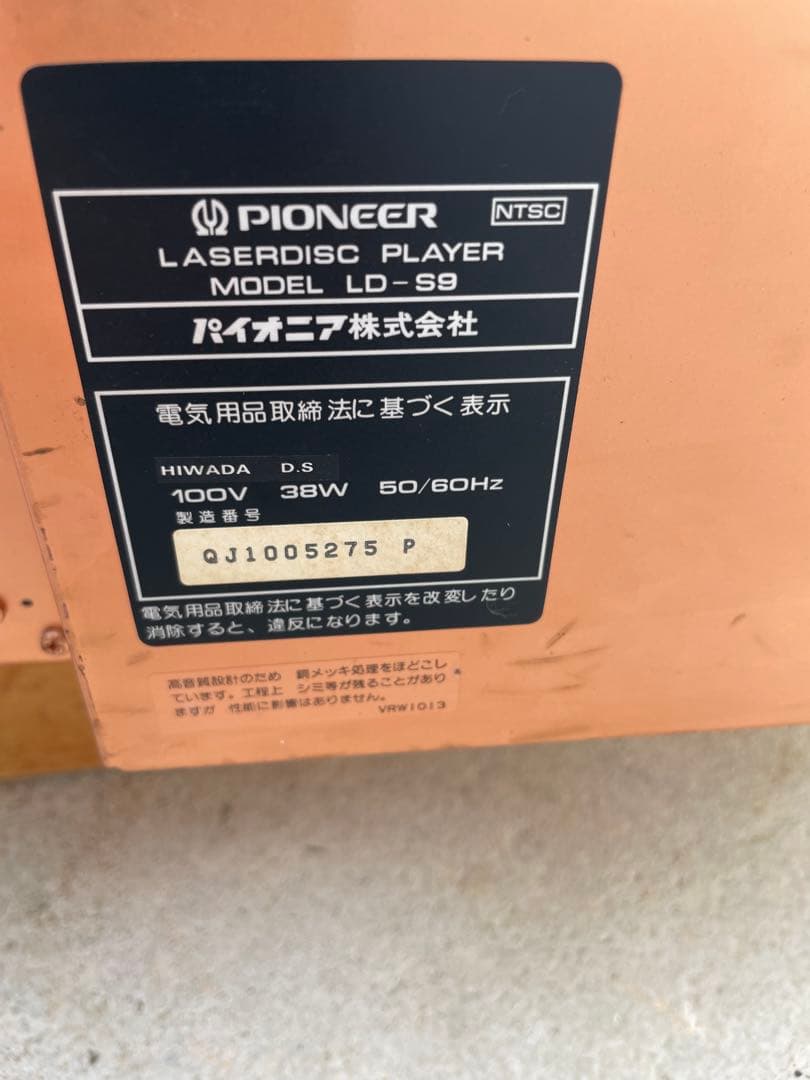 PIONEER
NTSC
LASERDISC PLAYER
MODEL LD-S9
パイオニア株式会社
電気用品取締法に基づく表示
HIWADA D.S
100V 38W 50/60Hz
製造番号
QJ1005275 P
電気用品取締法に基づく表示を改変したり
消除すると、違反になります。
高音質設計のため 銅メッキ処理をほどこし
ています。工程上 シミ等が残ることがあり
ますが 性能に影響はありません。
VRW1013